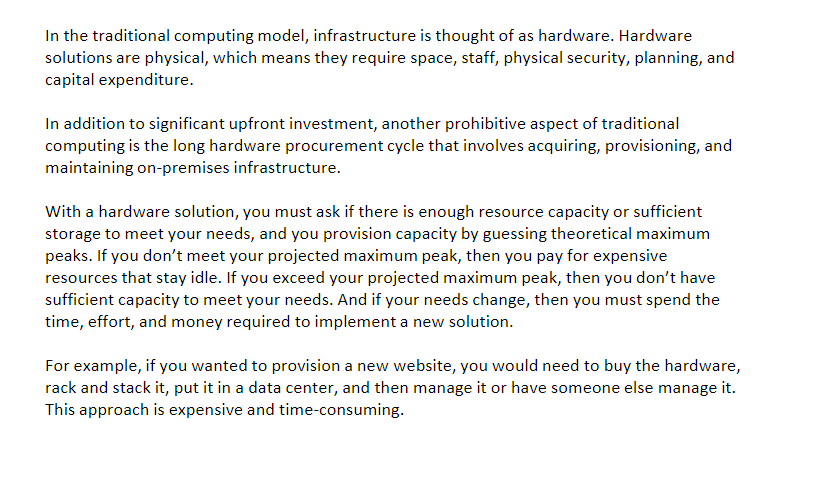 In the traditional computing model, infrastructure is thought of as hardware. Hardware
solutions are physical, which means they require space, staff, physical security, planning, and
capital expenditure.
In addition to significant upfront investment, another prohibitive aspect of traditional
computing is the long hardware procurement cycle that involves acquiring, provisioning, and
maintaining on-premises infrastructure.
With a hardware solution, you must ask if there is enough resource capacity or sufficient
storage to meet your needs, and you provision capacity by guessing theoretical maximum
peaks. If you don’t meet your projected maximum peak, then you pay for expensive
resources that stay idle. If you exceed your projected maximum peak, then you don’t have
sufficient capacity to meet your needs. And if your needs change, then you must spend the
time, effort, and money required to implement a new solution.
For example, if you wanted to provision a new website, you would need to buy the hardware,
rack and stack it, put it in a data center, and then manage it or have someone else manage it.
This approach is expensive and time-consuming.